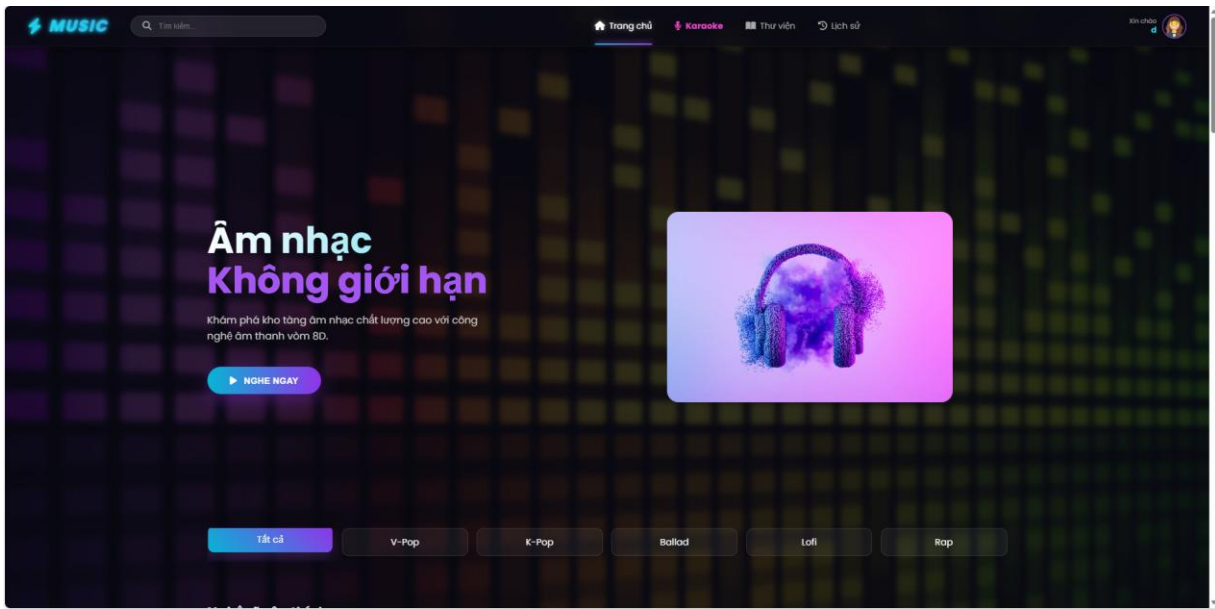 MUSIC
Tìm kiếm...
Trang chủ
Karaoke
Thư viện
Lịch sử
Xin chào
d
Âm nhạc
Không giới hạn
Khám phá kho tàng âm nhạc chất lượng cao với công
nghệ âm thanh vòm 8D.
NGHE NGAY
Tất cả
V-Pop
K-Pop
Ballad
Lofi
Rap